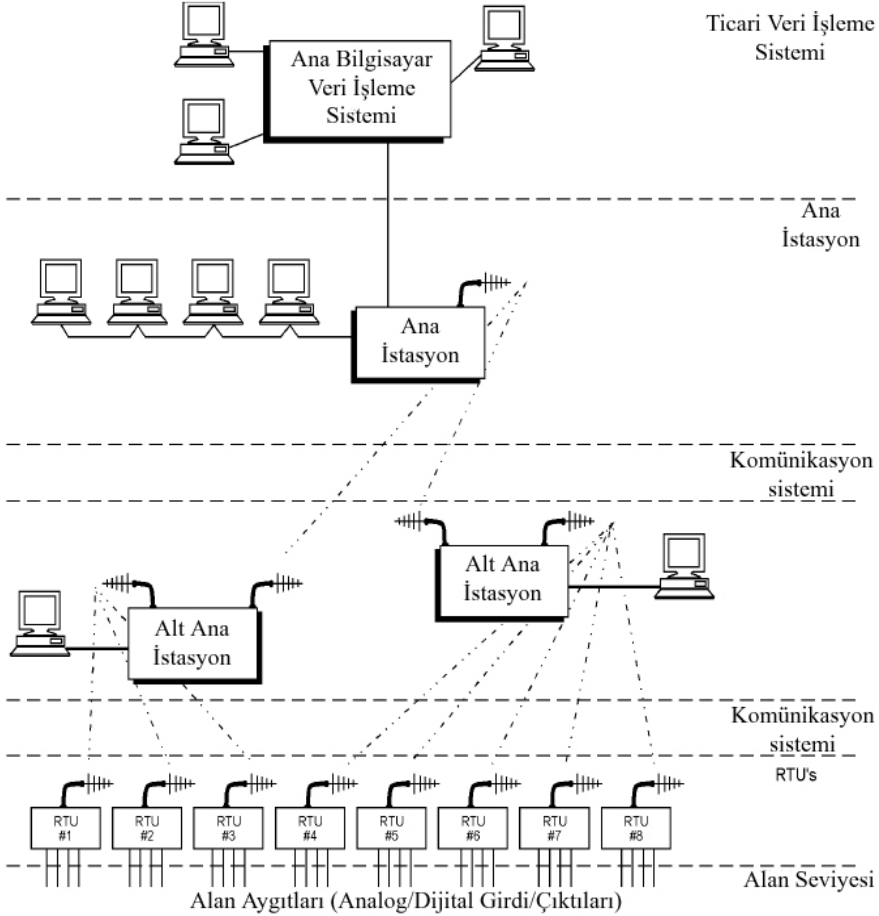 Ticari Veri İşleme
Sistemi
Ana Bilgisayar
Veri İşleme
Sistemi
Ana
İstasyon
Ana
İstasyon
Komünikasyon
sistemi
Alt Ana
İstasyon
Alt Ana
İstasyon
Komünikasyon
sistemi
RTU's
RTU
#1
RTU
#2
RTU
#3
RTU
#4
RTU
#5
RTU
#6
RTU
#7
RTU
#8
Alan Seviyesi
Alan Aygıtları (Analog/Dijital Girdi/Çıktıları)